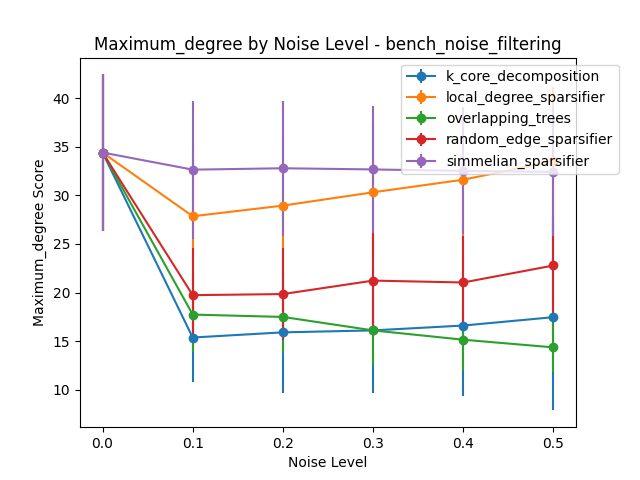 Maximum_degree by Noise Level - bench_noise_filtering
k_core_decomposition
local_degree_sparsifier
overlapping_trees
random_edge_sparsifier
simmelian_sparsifier
Maximum_degree Score
40
35
30
25
20
15
10
0.0 0.1 0.2 0.3 0.4 0.5
Noise Level